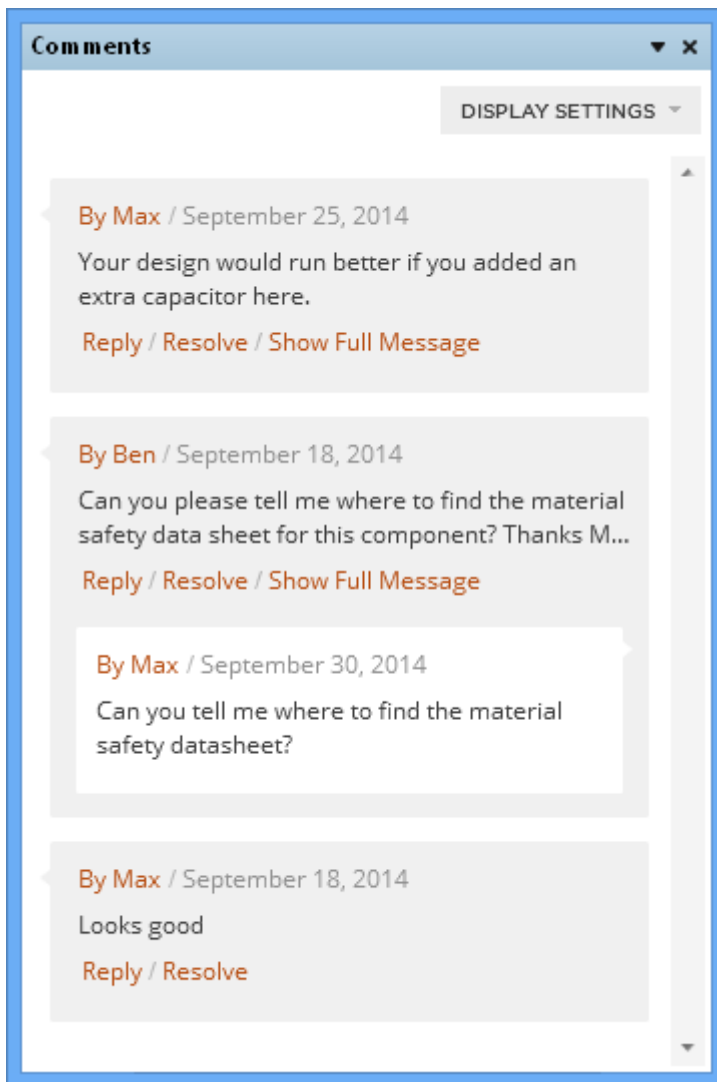 Comments
DISPLAY SETTINGS
By Max / September 25, 2014
Your design would run better if you added an
extra capacitor here.
Reply / Resolve / Show Full Message
By Ben / September 18, 2014
Can you please tell me where to find the material
safety data sheet for this component? Thanks M...
Reply / Resolve / Show Full Message
By Max / September 30, 2014
Can you tell me where to find the material
safety datasheet?
By Max / September 18, 2014
Looks good
Reply / Resolve